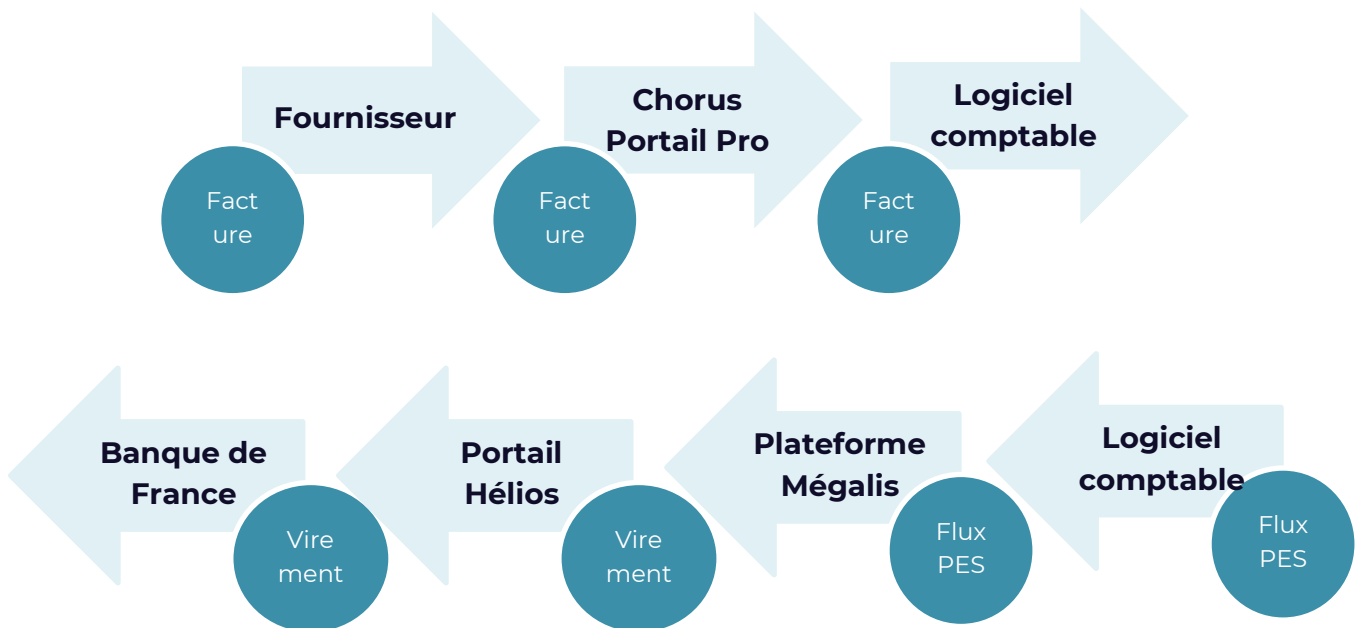 Fournisseur
Fact
ure
Chorus
Portail Pro
Fact
ure
Logiciel
comptable
Fact
ure
Banque de
France
Vire
ment
Portail
Hélios
Vire
ment
Plateforme
Mégalis
Flux
PES
Logiciel
comptable
Flux
PES